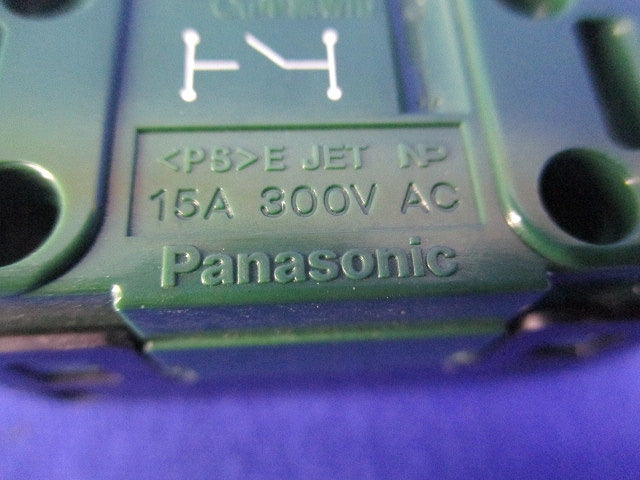 <PS>E JET NP
15A 300V AC
Panasonic